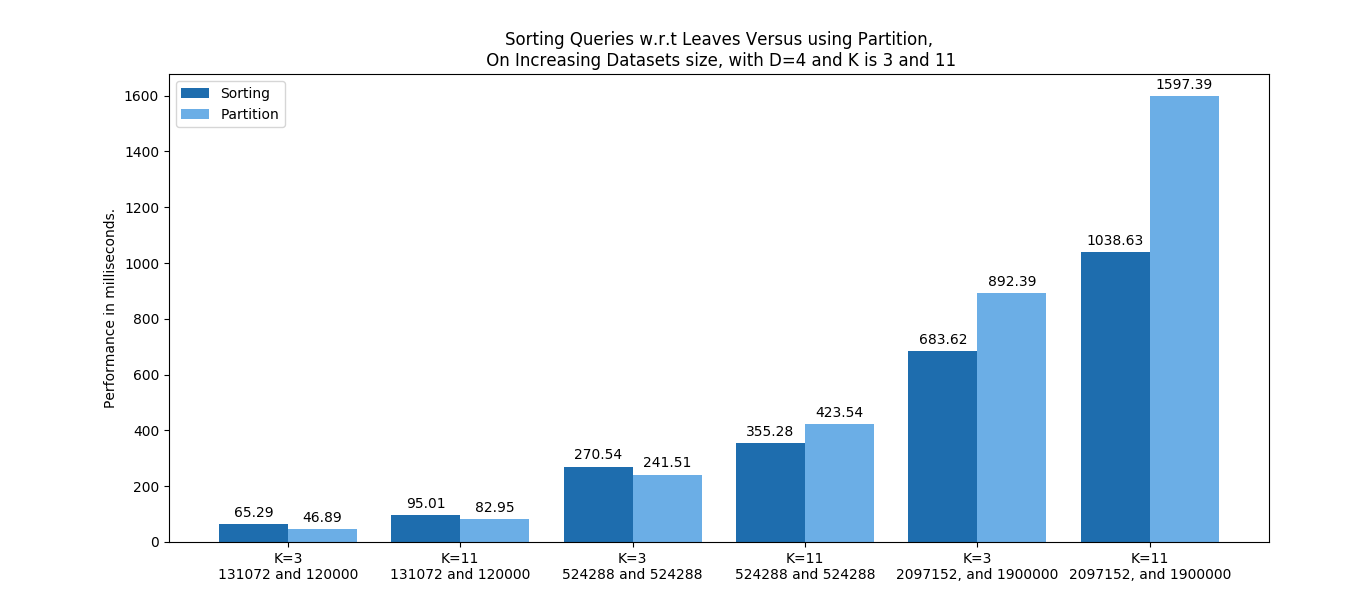 Sorting Queries w.r.t Leaves Versus using Partition,
On Increasing Datasets size, with D=4 and K is 3 and 11
Sorting
Partition
Performance in milliseconds.
1600
1400
1200
1000
800
600
400
200
0
65.29
46.89
95.01
82.95
270.54
241.51
355.28
423.54
683.62
892.39
1038.63
1597.39
K=3
131072 and 120000
K=11
131072 and 120000
K=3
524288 and 524288
K=11
524288 and 524288
K=3
2097152, and 1900000
K=11
2097152, and 1900000